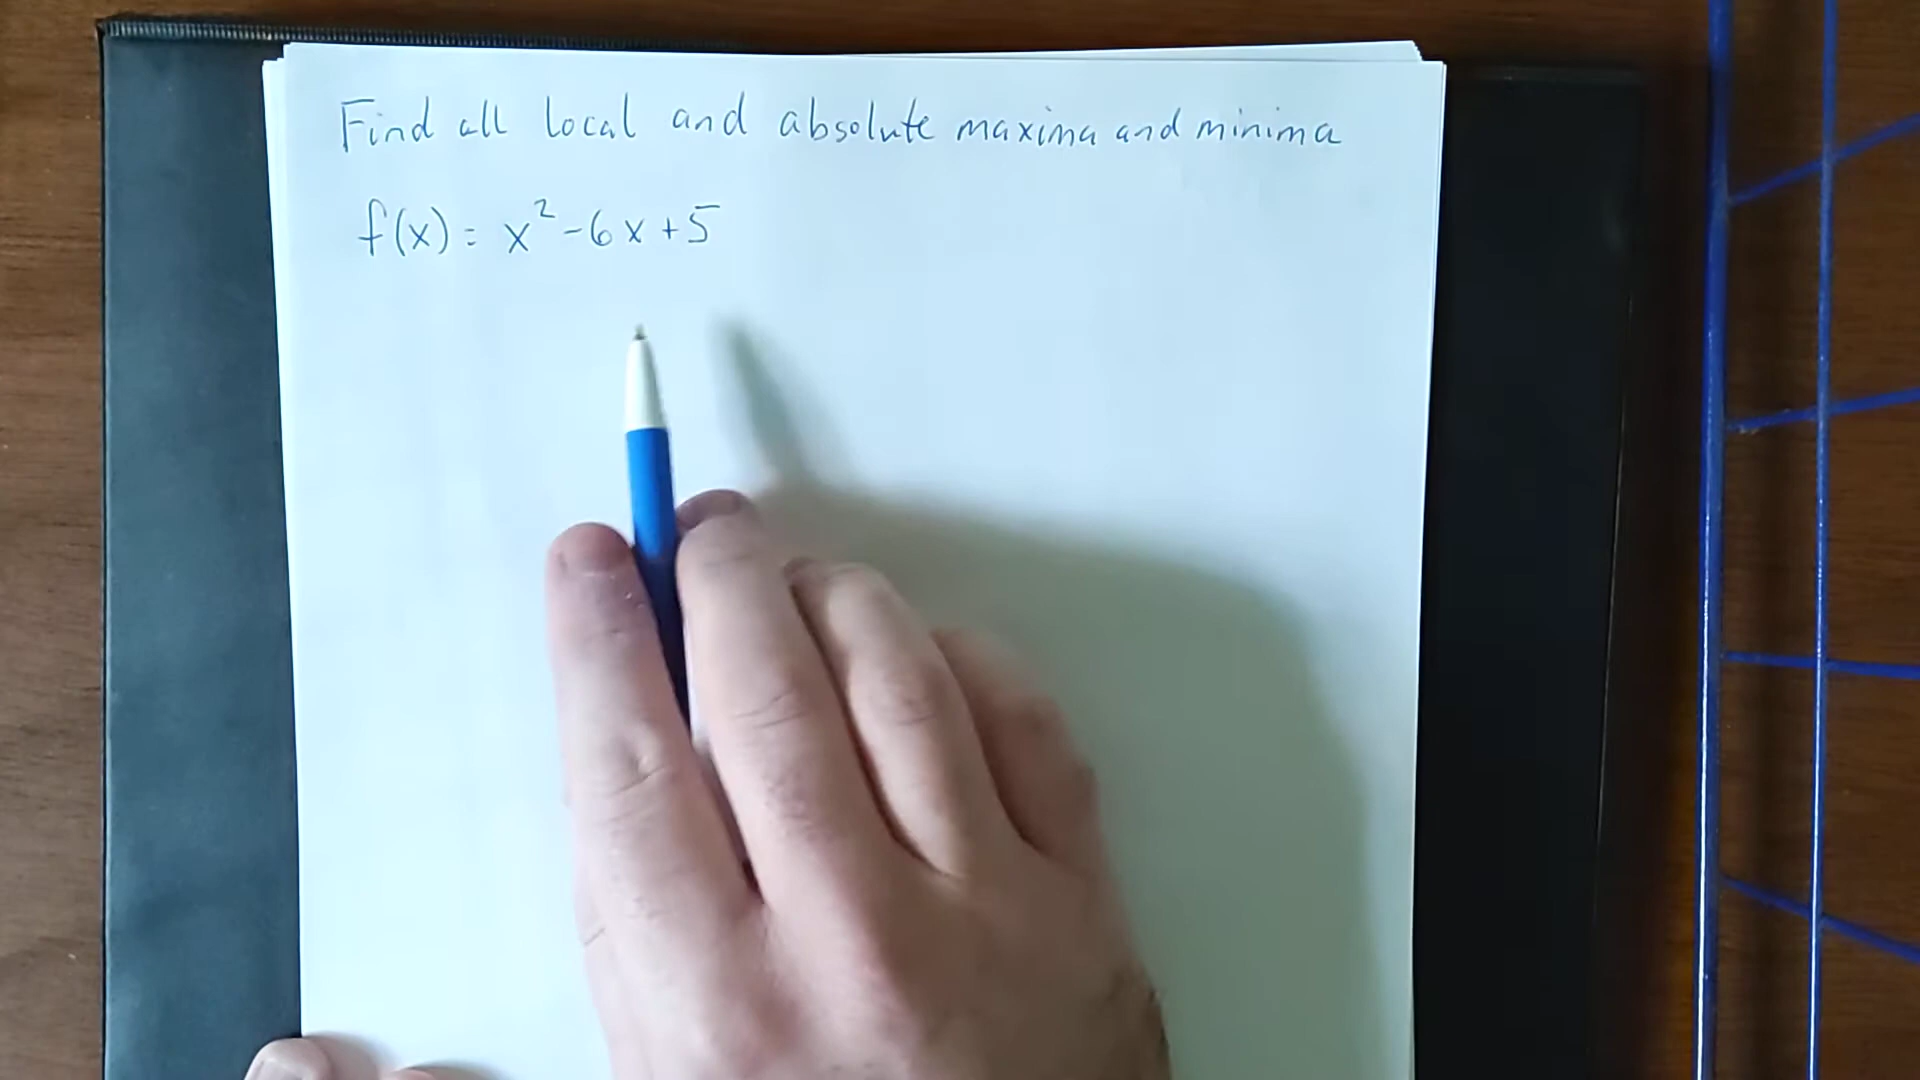 Find all local and absolute maxima and minima
f(x) = x² - 6x + 5